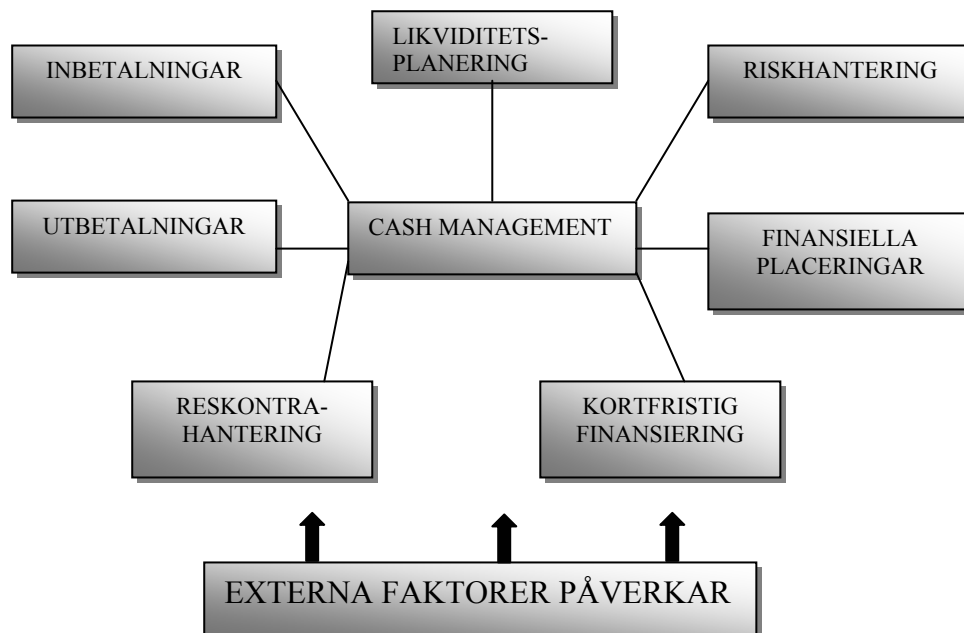 LIKVIDITETS-
PLANERING
INBETALNINGAR
RISKHANTERING
UTBETALNINGAR
CASH MANAGEMENT
FINANSIELLA
PLACERINGAR
RESKONTRA-
HANTERING
KORTFRISTIG
FINANSIERING
EXTERNA FAKTORER PÅVERKAR